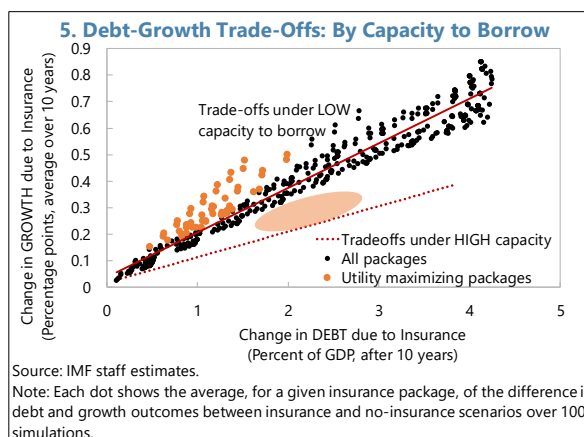 5. Debt-Growth Trade-Offs: By Capacity to Borrow
Change in GROWTH due to Insurance
(Percentage points, average over 10 years)
0.9
0.8
0.7
0.6
0.5
0.4
0.3
0.2
0.1
0
Trade-offs under LOW
capacity to borrow
Tradeoffs under HIGH capacity
All packages
Utility maximizing packages
0 1 2 3 4 5
Change in DEBT due to Insurance
(Percent of GDP, after 10 years)
Source: IMF staff estimates.
Note: Each dot shows the average, for a given insurance package, of the difference i
debt and growth outcomes between insurance and no-insurance scenarios over 100
simulations.